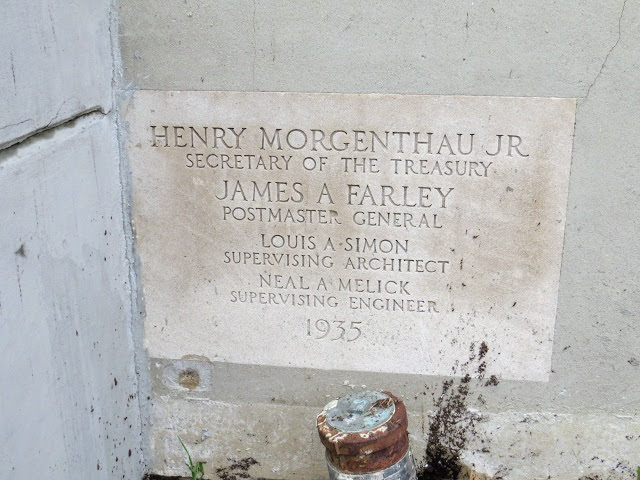 HENRY MORGENTHAU JR
SECRETARY OF THE TREASURY
JAMES A FARLEY
POSTMASTER GENERAL
LOUIS A·SIMON
SUPERVISING ARCHITECT
NEAL A MELICK
SUPERVISING ENGINEER
1935